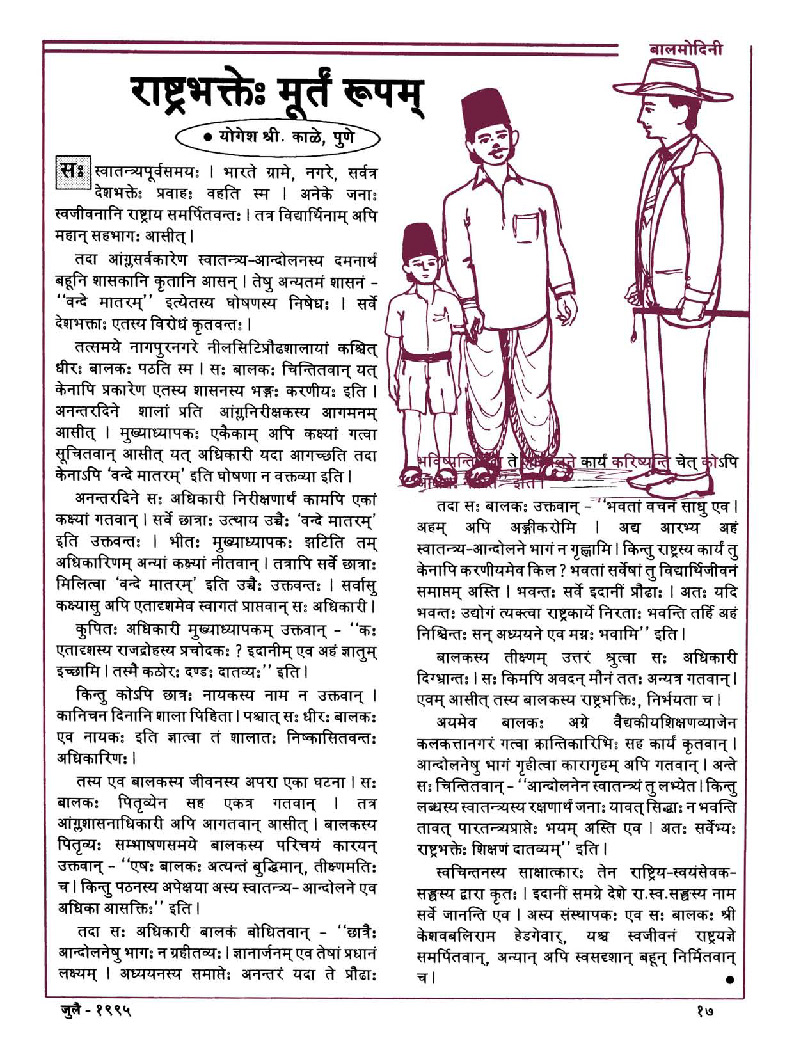 बालमोदिनी
राष्ट्रभक्तेः मूर्तं रूपम्
• योगेश श्री. काळे, पुणे
सः स्वातन्त्र्यपूर्वसमयः । भारते ग्रामे, नगरे, सर्वत्र
देशभक्तेः प्रवाहः वहति स्म । अनेके जनाः
स्वजीवनानि राष्ट्राय समर्पितवन्तः । तत्र विद्यार्थिनाम् अपि
महान् सहभागः आसीत् ।
तदा आंग्लसर्वकारेण स्वातन्त्र्य-आन्दोलनस्य दमनार्थं
बहूनि शासकानि कृतानि आसन् । तेषु अन्यतमं शासनं -
''वन्दे मातरम्'' इत्येतस्य घोषणस्य निषेधः । सर्वे
देशभक्ताः एतस्य विरोधं कृतवन्तः ।
तत्समये नागपुरनगरे नीलसिटिप्रौढशालायां कश्चित्
धीरः बालकः पठति स्म । सः बालकः चिन्तितवान् यत्
केनापि प्रकारेण एतस्य शासनस्य भङ्गः करणीयः इति ।
अनन्तरदिने शालां प्रति आंग्लनिरीक्षकस्य आगमनम्
आसीत् । मुख्याध्यापकः एकैकाम् अपि कक्ष्यां गत्वा
सूचितवान् आसीत् यत् अधिकारी यदा आगच्छति तदा
केनाऽपि 'वन्दे मातरम्' इति घोषणा न वक्तव्या इति ।
अनन्तरदिने सः अधिकारी निरीक्षणार्थं कामपि एकां
कक्ष्यां गतवान् । सर्वे छात्राः उत्थाय उच्चैः 'वन्दे मातरम्'
इति उक्तवन्तः । भीतः मुख्याध्यापकः झटिति तम्
अधिकारिणम् अन्यां कक्ष्यां नीतवान् । तत्रापि सर्वे छात्राः
मिलित्वा 'वन्दे मातरम्' इति उच्चैः उक्तवन्तः । सर्वासु
कक्ष्यासु अपि एतादृशमेव स्वागतं प्राप्तवान् सः अधिकारी ।
कुपितः अधिकारी मुख्याध्यापकम् उक्तवान् - ''कः
एतादृशस्य राजद्रोहस्य प्रचोदकः ? इदानीम् एव अहं ज्ञातुम्
इच्छामि । तस्मै कठोरः दण्डः दातव्यः'' इति ।
किन्तु कोऽपि छात्रः नायकस्य नाम न उक्तवान् ।
कानिचन दिनानि शाला पिहिता । पश्चात् सः धीरः बालकः
एव नायकः इति ज्ञात्वा तं शालातः निष्कासितवन्तः
अधिकारिणः ।
तस्य एव बालकस्य जीवनस्य अपरा एका घटना । सः
बालकः पितृव्येन सह एकत्र गतवान् । तत्र
आंग्लशासनाधिकारी अपि आगतवान् आसीत् । बालकस्य
पितृव्यः सम्भाषणसमये बालकस्य परिचयं कारयन्
उक्तवान् - ''एषः बालकः अत्यन्तं बुद्धिमान्, तीक्ष्णमतिः
च । किन्तु पठनस्य अपेक्षया अस्य स्वातन्त्र्य- आन्दोलने एव
अधिका आसक्तिः'' इति ।
तदा सः अधिकारी बालकं बोधितवान् - ''छात्रैः
आन्दोलनेषु भागः न ग्रहीतव्यः । ज्ञानार्जनम् एव तेषां प्रधानं
लक्ष्यम् । अध्ययनस्य समाप्तेः अनन्तरं यदा ते प्रौढाः
भविष्यन्ति ते कार्यं करिष्यन्ति चेत् कोऽपि
इति ।
तदा सः बालकः उक्तवान् - ''भवतां वचनं साधु एव ।
अहम् अपि अङ्गीकरोमि । अद्य आरभ्य अहं
स्वातन्त्र्य-आन्दोलने भागं न गृह्णामि । किन्तु राष्ट्रस्य कार्यं तु
केनापि करणीयमेव किल ? भवतां सर्वेषां तु विद्यार्थिजीवनं
समाप्तम् अस्ति । भवन्तः सर्वे इदानीं प्रौढाः । अतः यदि
भवन्तः उद्योगं त्यक्त्वा राष्ट्रकार्ये निरताः भवन्ति तर्हि अहं
निश्चिन्तः सन् अध्ययने एव मग्नः भवामि'' इति ।
बालकस्य तीक्ष्णम् उत्तरं श्रुत्वा सः अधिकारी
दिग्भ्रान्तः । सः किमपि अवदन् मौनं ततः अन्यत्र गतवान् ।
एवम् आसीत् तस्य बालकस्य राष्ट्रभक्तिः, निर्भयता च ।
अयमेव बालकः अग्रे वैद्यकीयशिक्षणव्याजेन
कलकत्तानगरं गत्वा क्रान्तिकारिभिः सह कार्यं कृतवान् ।
आन्दोलनेषु भागं गृहीत्वा कारागृहम् अपि गतवान् । अन्ते
सः चिन्तितवान् - ''आन्दोलनेन स्वातन्त्र्यं तु लभ्येत । किन्तु
लब्धस्य स्वातन्त्र्यस्य रक्षणार्थं जनाः यावत् सिद्धाः न भवन्ति
तावत् पारतन्त्र्यप्राप्तेः भयम् अस्ति एव । अतः सर्वेभ्यः
राष्ट्रभक्तेः शिक्षणं दातव्यम्'' इति ।
स्वचिन्तनस्य साक्षात्कारः तेन राष्ट्रिय-स्वयंसेवक-
सङ्घस्य द्वारा कृतः । इदानीं समग्रे देशे रा.स्व.सङ्घस्य नाम
सर्वे जानन्ति एव । अस्य संस्थापकः एव सः बालकः श्री
केशवबलिराम हेडगेवार्, यश्च स्वजीवनं राष्ट्रयज्ञे
समर्पितवान्, अन्यान् अपि स्वसदृशान् बहून् निर्मितवान्
च ।
जुलै - १९९५
१७